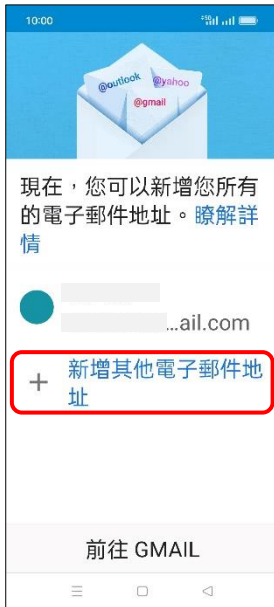 10:00
@outlook
@yahoo
@gmail
現在，您可以新增您所有
的電子郵件地址。瞭解詳
情
...ail.com
+ 新增其他電子郵件地
址
前往 GMAIL